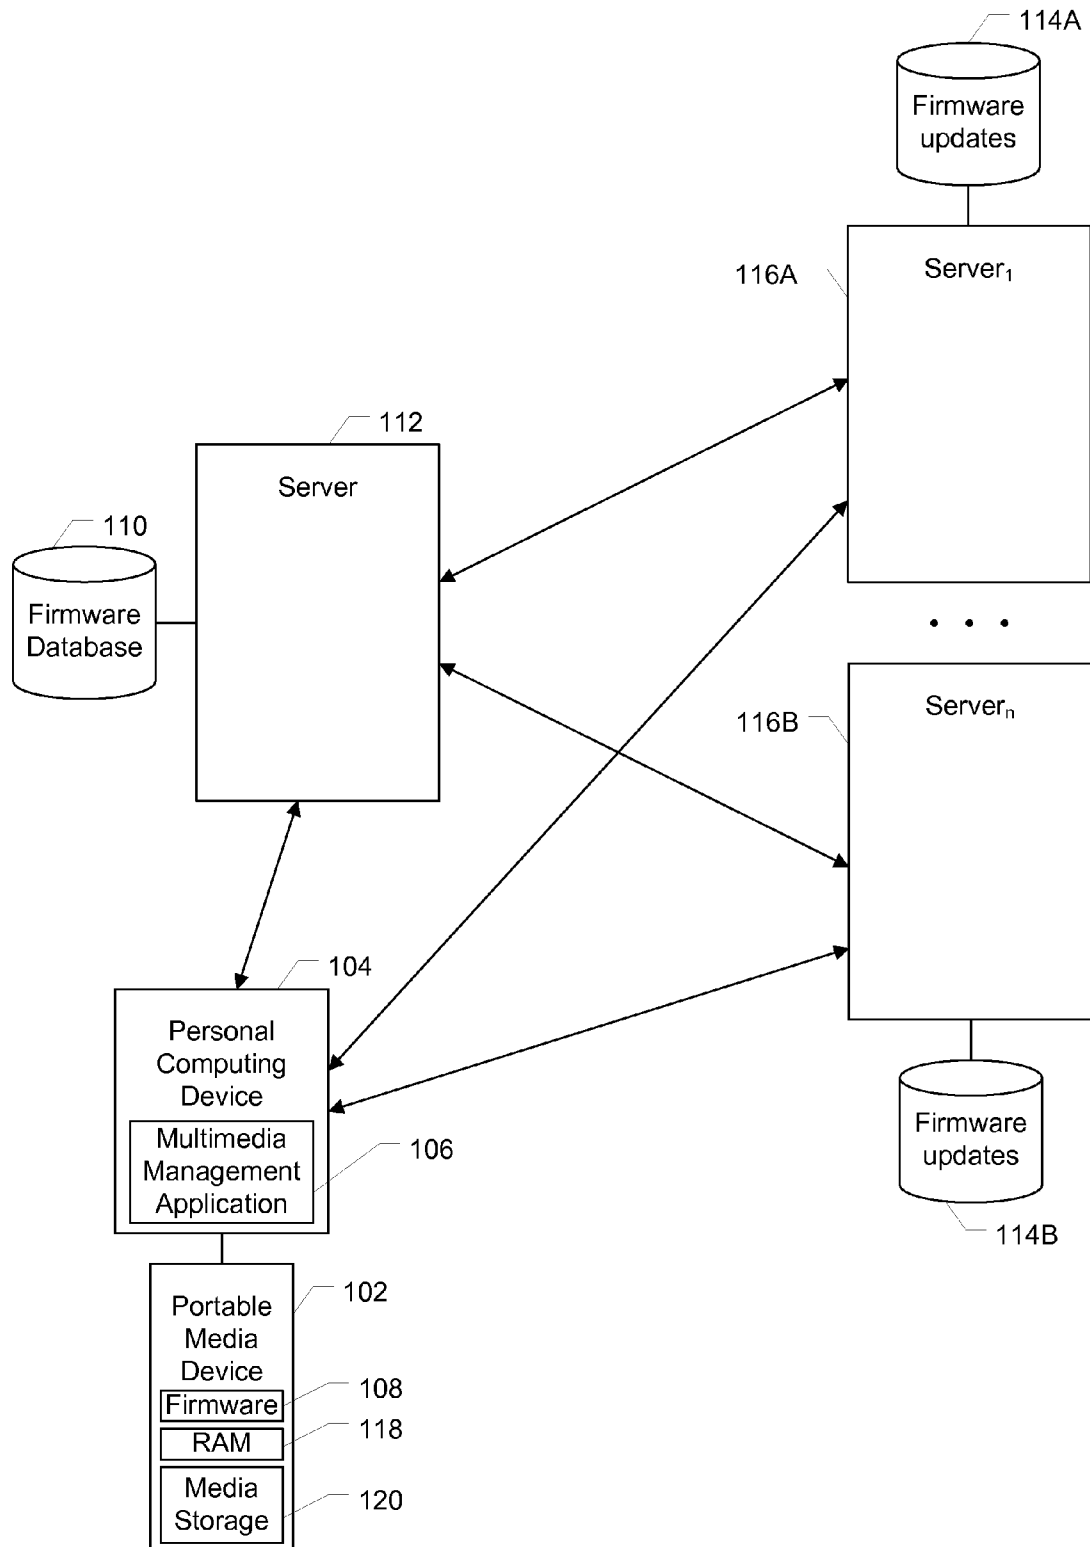 114A
Firmware
updates
116A
Server1
112
Server
110
Firmware
Database
116B
Servern
104
Personal
Computing
Device
Multimedia
Management
Application
106
Firmware
updates
114B
102
Portable
Media
Device
108
Firmware
118
RAM
Media
Storage
120